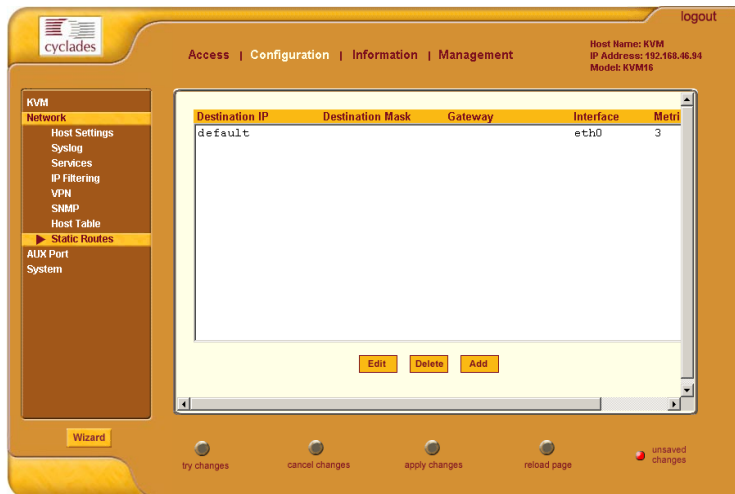 logout
cyclades
Access | Configuration | Information | Management
Host Name: KVM
IP Address: 192.168.46.94
Model: KVM16
KVM
Network
Host Settings
Syslog
Services
IP Filtering
VPN
SNMP
Host Table
Static Routes
AUX Port
System
Destination IP Destination Mask Gateway Interface Metri
default eth0 3
Edit Delete Add
Wizard
try changes cancel changes apply changes reload page unsaved changes